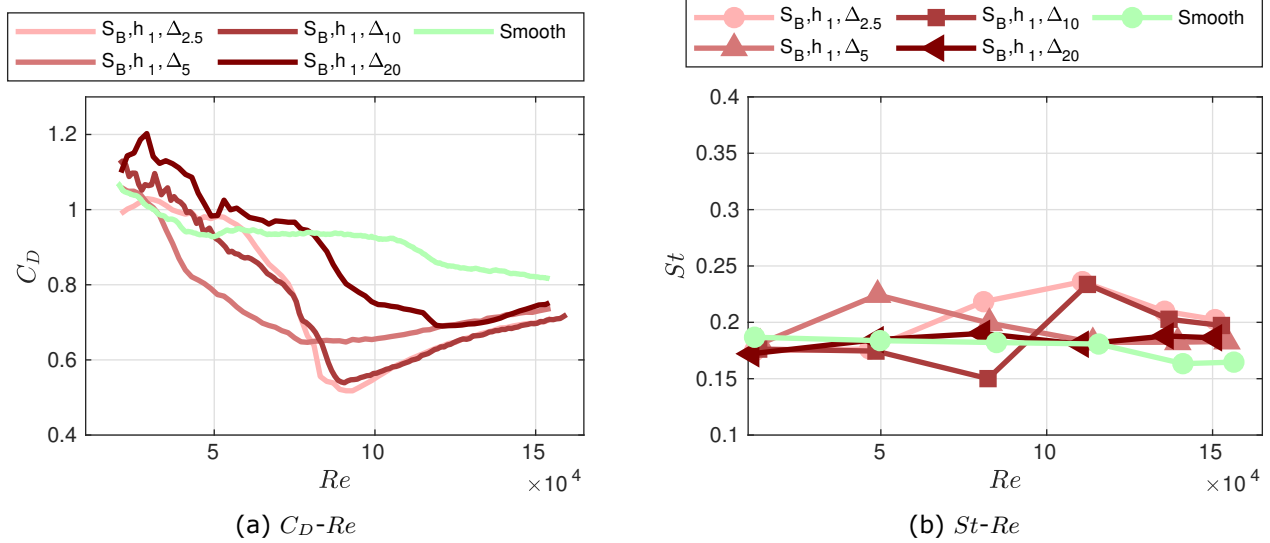 S_B,h_1,Δ_2.5 S_B,h_1,Δ_10 Smooth
S_B,h_1,Δ_5 S_B,h_1,Δ_20
1.2
1
0.8
0.6
0.4
C_D
5 10 15
Re
×10^4
(a) C_D-Re
S_B,h_1,Δ_2.5 S_B,h_1,Δ_10 Smooth
S_B,h_1,Δ_5 S_B,h_1,Δ_20
0.4
0.35
0.3
0.25
0.2
0.15
0.1
St
5 10 15
Re
×10^4
(b) St-Re